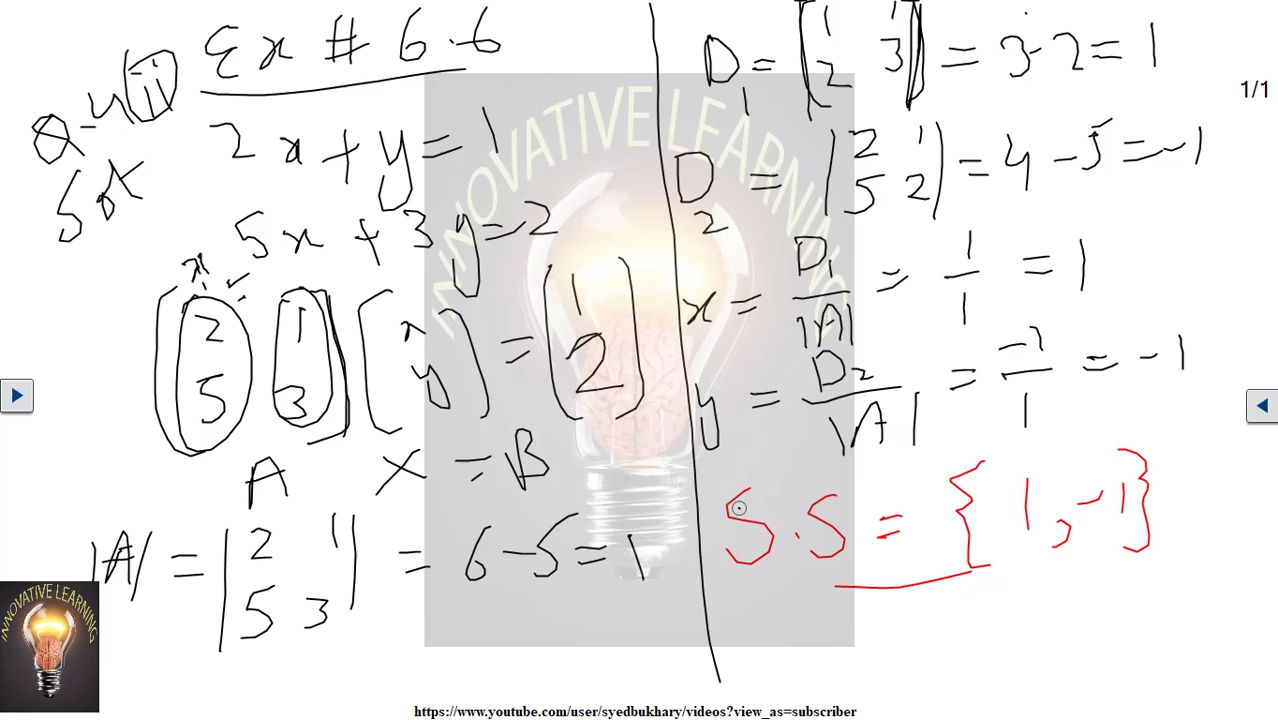 Ex # 6.6
Q-4 (ii)
Sol
2x + y = 1
5x + 3y = 2
[2 1] [x] = [1]
[5 3] [y] [2]
A X = B
|A| = |2 1| = 6 - 5 = 1
|5 3|
D1 = |1 1| = 3 - 2 = 1
|2 3|
D2 = |2 1| = 4 - 5 = -1
|5 2|
x = D1/|A| = 1/1 = 1
y = D2/|A| = -1/1 = -1
S.S = {1, -1}
1/1
INNOVATIVE LEARNING
INNOVATIVE LEARNING
https://www.youtube.com/user/syedbukhary/videos?view_as=subscriber